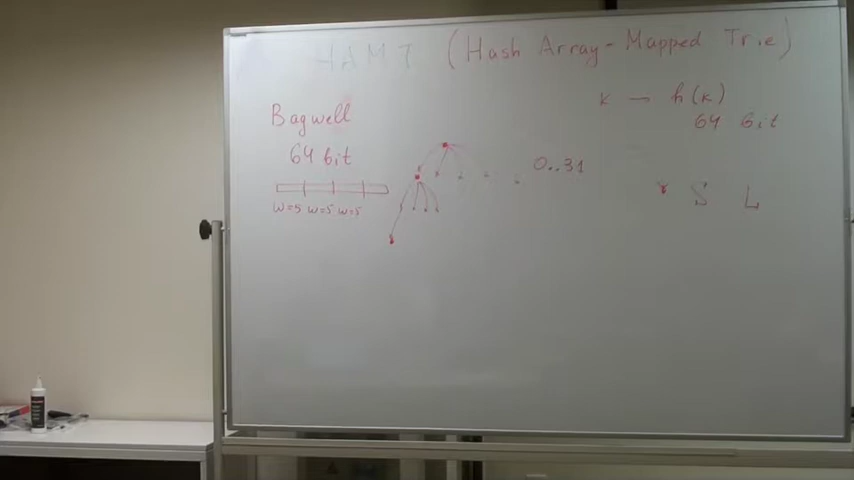 HAMT (Hash Array-Mapped Trie)
Bagwell
64 bit
w=5 w=5 w=5
0..31
k → h(k)
64 bit
S L